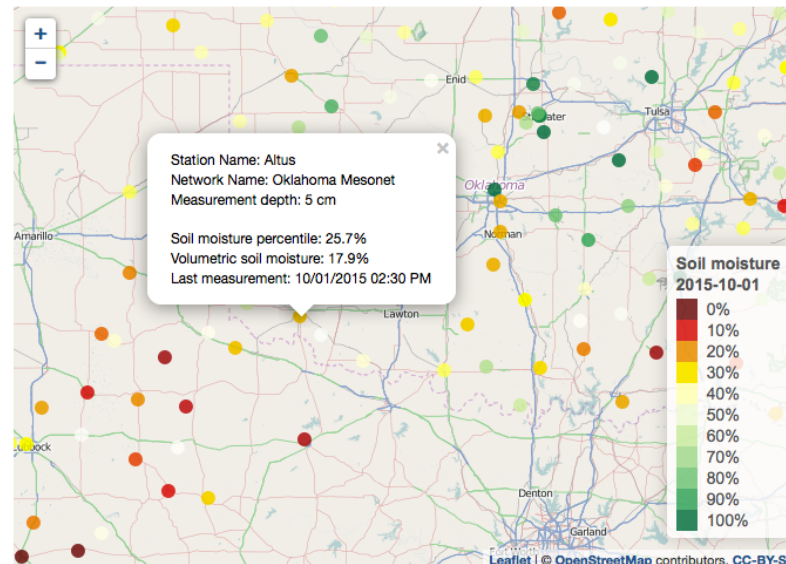 +
−
Enid
Tulsa
×
Station Name: Altus
Network Name: Oklahoma Mesonet
Measurement depth: 5 cm
Soil moisture percentile: 25.7%
Volumetric soil moisture: 17.9%
Last measurement: 10/01/2015 02:30 PM
Oklahoma
Amarillo
Norman
Lawton
Soil moisture
2015-10-01
0%
10%
20%
30%
40%
50%
60%
70%
80%
90%
100%
Denton
Garland
Leaflet | © OpenStreetMap contributors, CC-BY-S